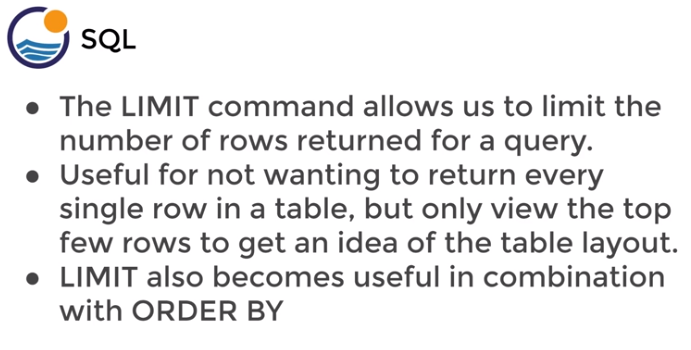 SQL
● The LIMIT command allows us to limit the
number of rows returned for a query.
● Useful for not wanting to return every
single row in a table, but only view the top
few rows to get an idea of the table layout.
● LIMIT also becomes useful in combination
with ORDER BY